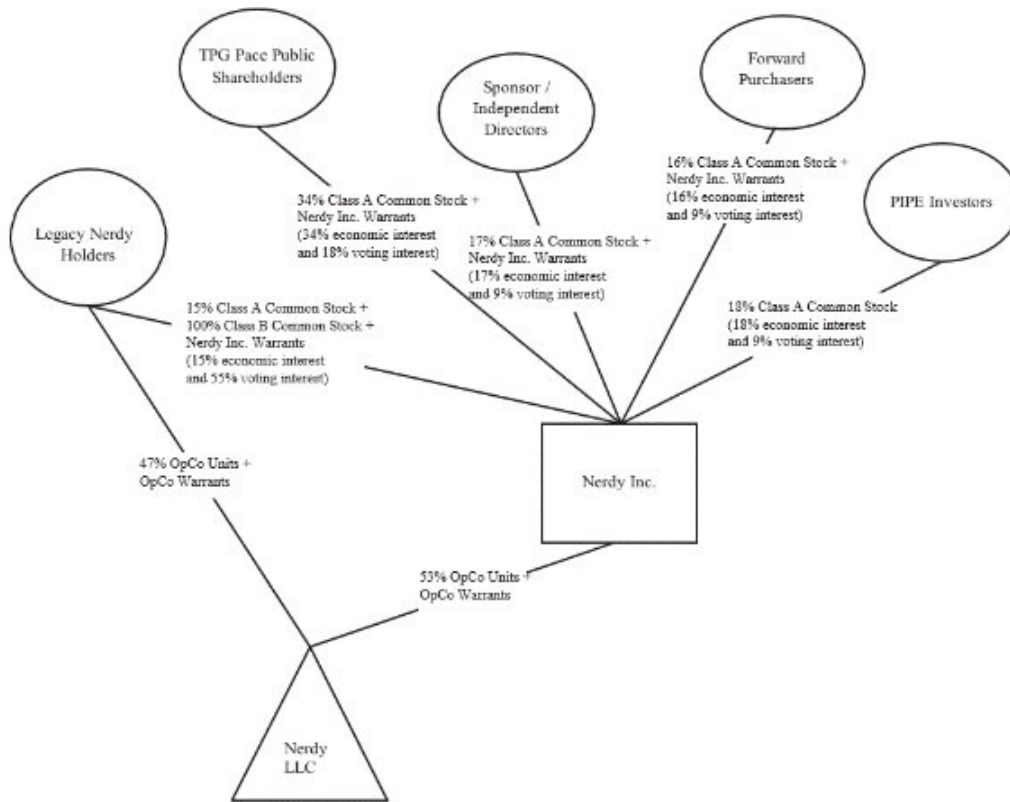 TPG Pace Public
Shareholders
Sponsor /
Independent
Directors
Forward
Purchasers
PIPE Investors
Legacy Nerdy
Holders
34% Class A Common Stock +
Nerdy Inc. Warrants
(34% economic interest
and 18% voting interest)
17% Class A Common Stock +
Nerdy Inc. Warrants
(17% economic interest
and 9% voting interest)
16% Class A Common Stock +
Nerdy Inc. Warrants
(16% economic interest
and 9% voting interest)
18% Class A Common Stock
(18% economic interest
and 9% voting interest)
15% Class A Common Stock +
100% Class B Common Stock +
Nerdy Inc. Warrants
(15% economic interest
and 55% voting interest)
47% OpCo Units +
OpCo Warrants
Nerdy Inc.
53% OpCo Units +
OpCo Warrants
Nerdy
LLC